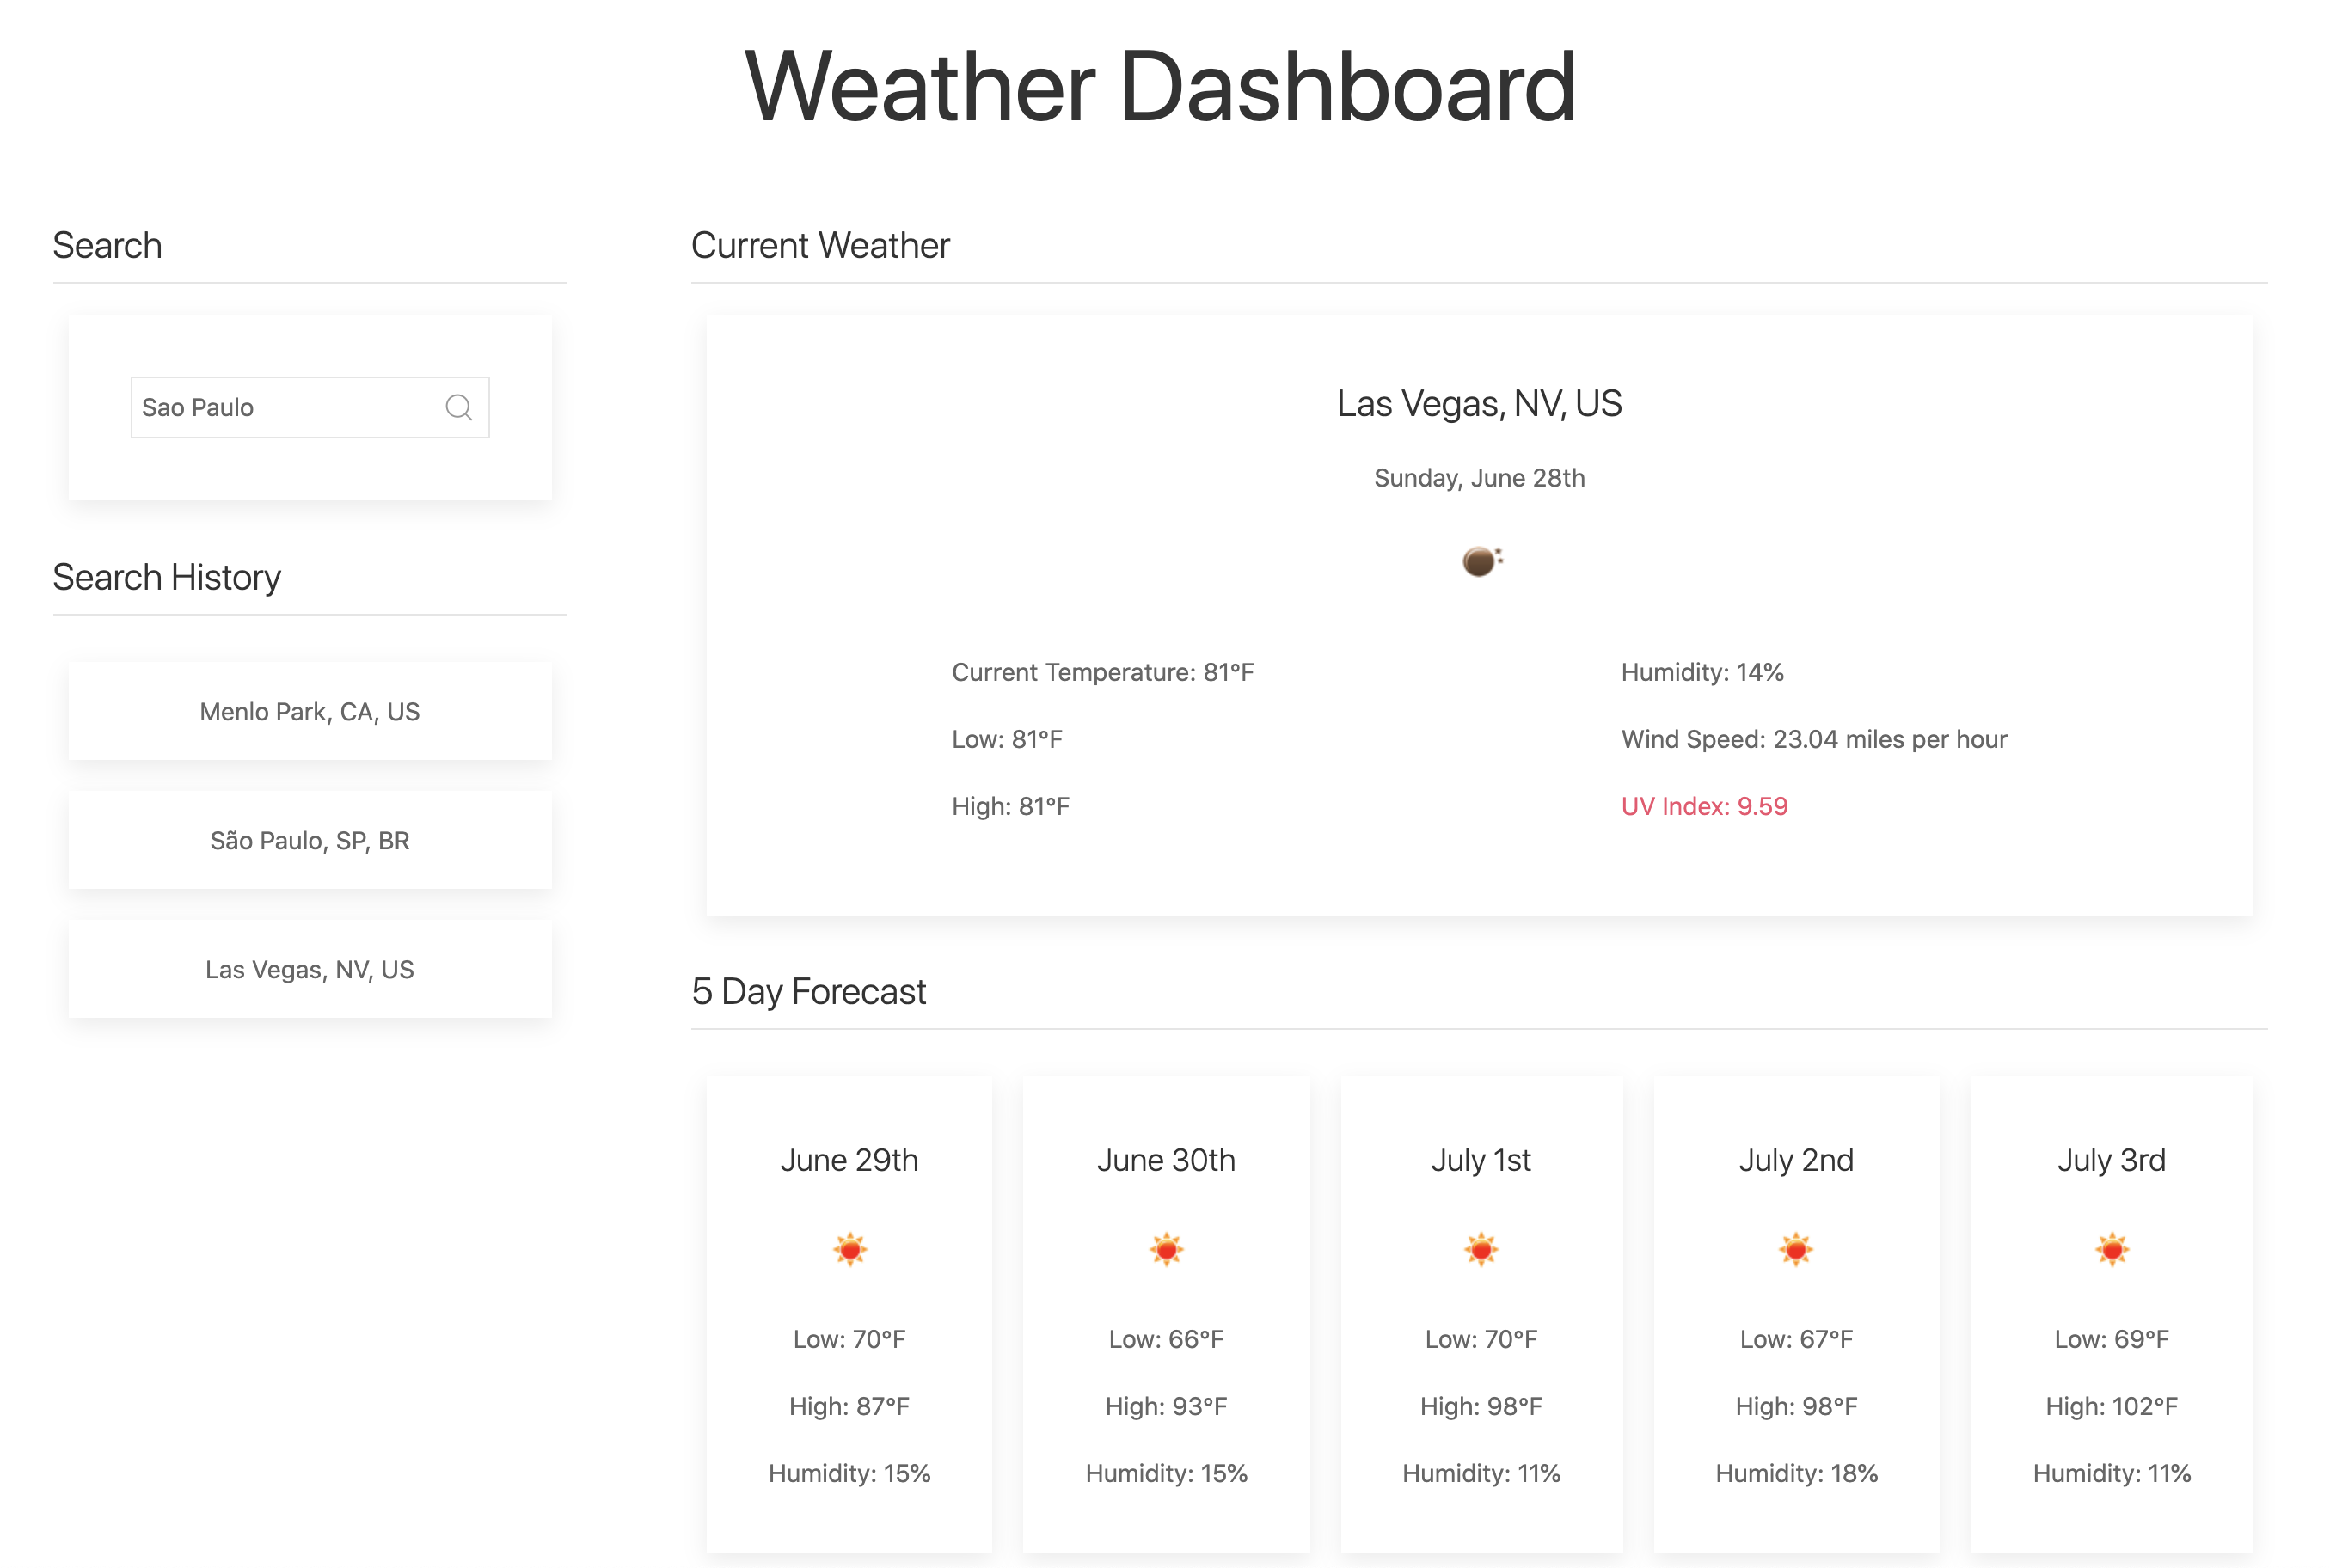 Weather Dashboard
Search
Sao Paulo
Search History
Menlo Park, CA, US
São Paulo, SP, BR
Las Vegas, NV, US
Current Weather
Las Vegas, NV, US
Sunday, June 28th
Current Temperature: 81°F
Low: 81°F
High: 81°F
Humidity: 14%
Wind Speed: 23.04 miles per hour
UV Index: 9.59
5 Day Forecast
June 29th
Low: 70°F
High: 87°F
Humidity: 15%
June 30th
Low: 66°F
High: 93°F
Humidity: 15%
July 1st
Low: 70°F
High: 98°F
Humidity: 11%
July 2nd
Low: 67°F
High: 98°F
Humidity: 18%
July 3rd
Low: 69°F
High: 102°F
Humidity: 11%